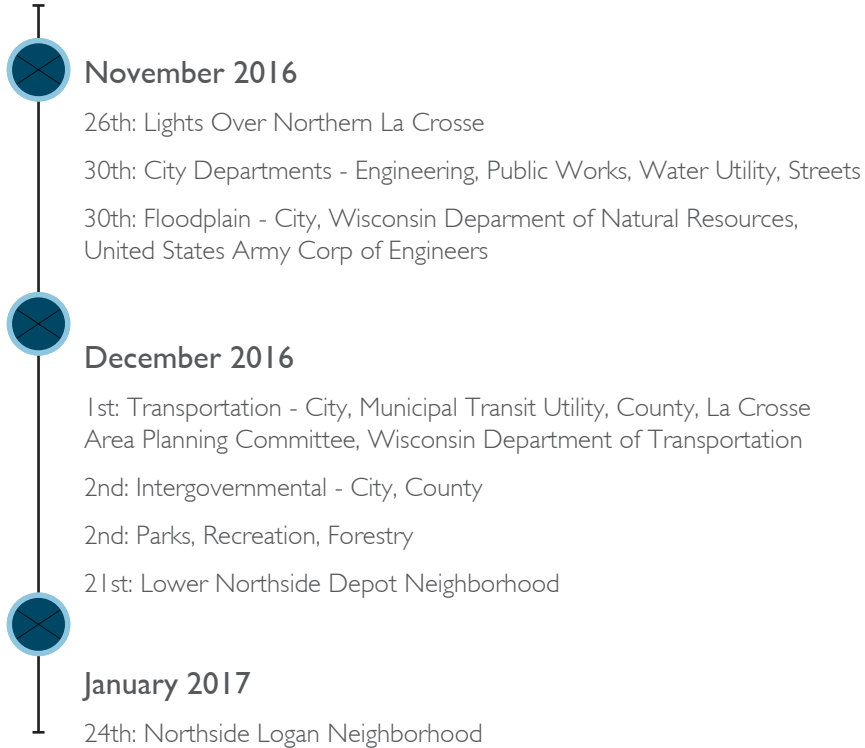 November 2016
26th: Lights Over Northern La Crosse
30th: City Departments - Engineering, Public Works, Water Utility, Streets
30th: Floodplain - City, Wisconsin Deparment of Natural Resources,
United States Army Corp of Engineers
December 2016
1st: Transportation - City, Municipal Transit Utility, County, La Crosse
Area Planning Committee, Wisconsin Department of Transportation
2nd: Intergovernmental - City, County
2nd: Parks, Recreation, Forestry
21st: Lower Northside Depot Neighborhood
January 2017
24th: Northside Logan Neighborhood